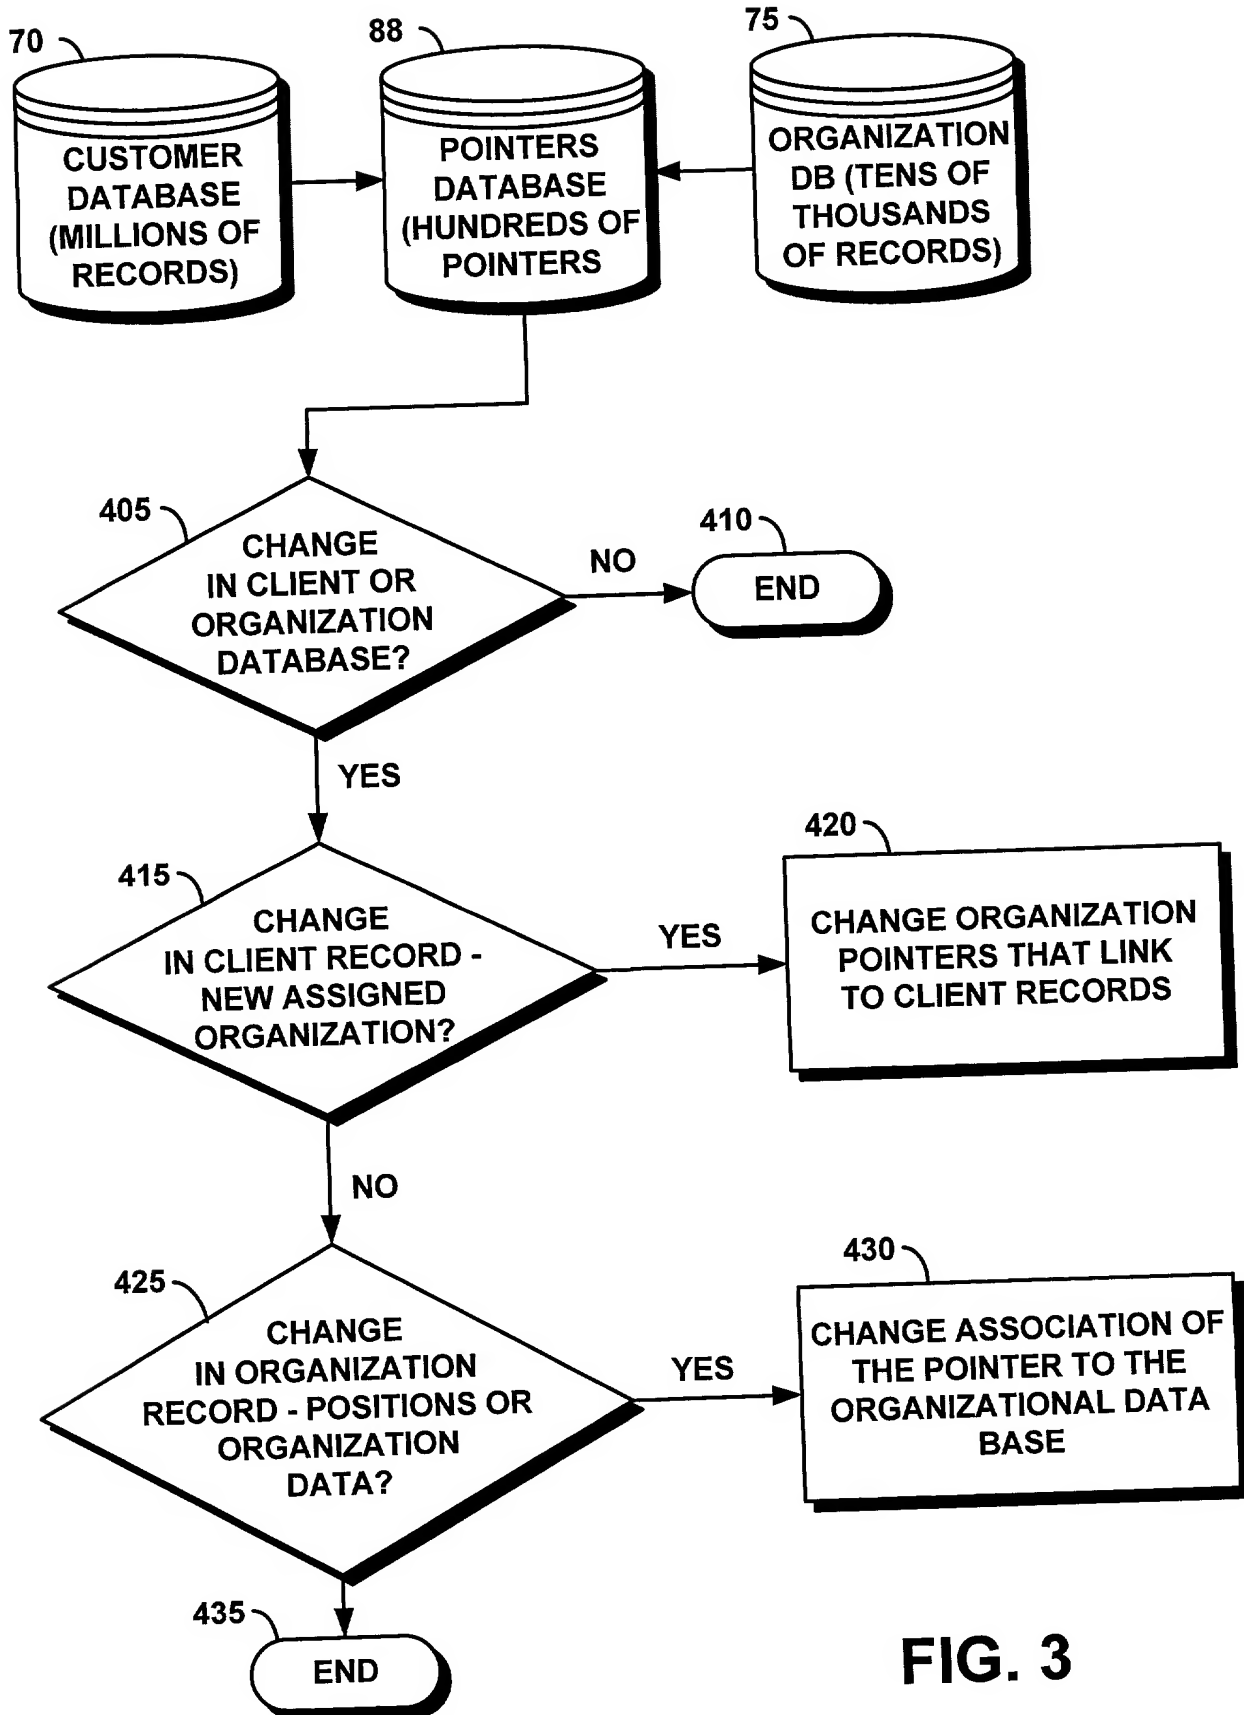 70
88
75
CUSTOMER
DATABASE
(MILLIONS OF
RECORDS)
POINTERS
DATABASE
(HUNDREDS OF
POINTERS
ORGANIZATION
DB (TENS OF
THOUSANDS
OF RECORDS)
405
CHANGE
IN CLIENT OR
ORGANIZATION
DATABASE?
NO
410
END
YES
415
CHANGE
IN CLIENT RECORD -
NEW ASSIGNED
ORGANIZATION?
YES
420
CHANGE ORGANIZATION
POINTERS THAT LINK
TO CLIENT RECORDS
NO
425
CHANGE
IN ORGANIZATION
RECORD - POSITIONS OR
ORGANIZATION
DATA?
YES
430
CHANGE ASSOCIATION OF
THE POINTER TO THE
ORGANIZATIONAL DATA
BASE
435
END
FIG. 3